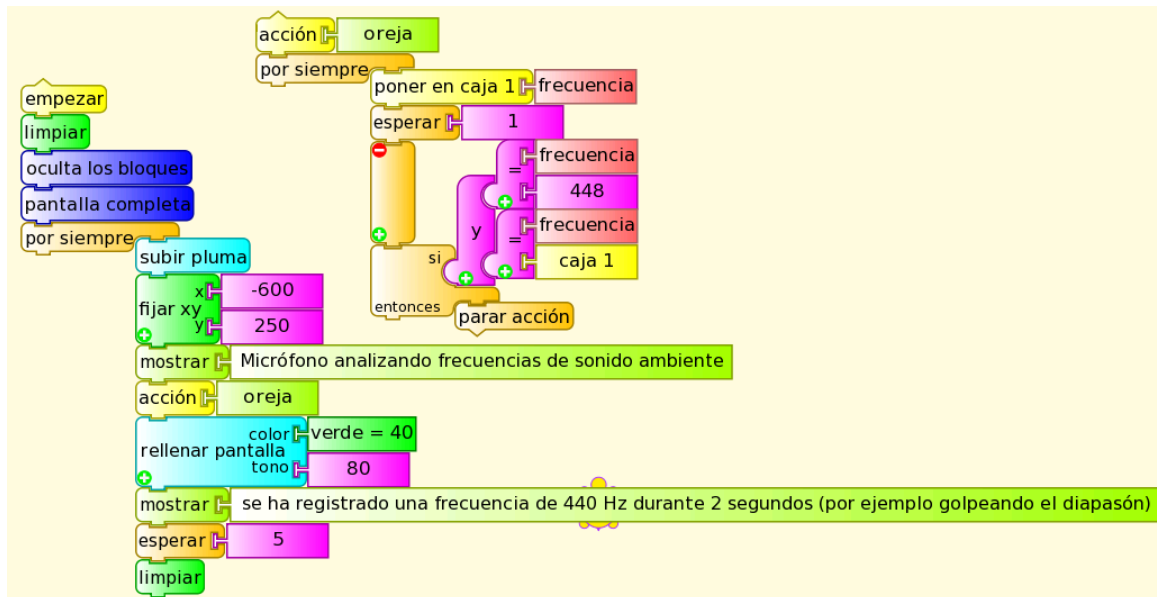 acción oreja
por siempre
poner en caja 1 frecuencia
esperar 1
= frecuencia
448
y
= frecuencia
caja 1
si
entonces
parar acción
empezar
limpiar
oculta los bloques
pantalla completa
por siempre
subir pluma
fijar xy x -600
y 250
mostrar Micrófono analizando frecuencias de sonido ambiente
acción oreja
rellenar pantalla color verde = 40
tono 80
mostrar se ha registrado una frecuencia de 440 Hz durante 2 segundos (por ejemplo golpeando el diapasón)
esperar 5
limpiar